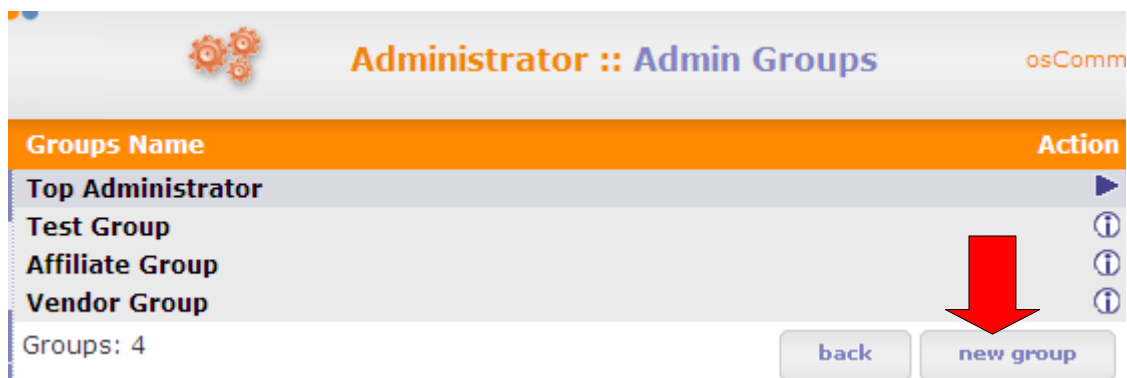 Administrator :: Admin Groups osComm
Groups Name Action
Top Administrator
Test Group
Affiliate Group
Vendor Group
Groups: 4 back new group